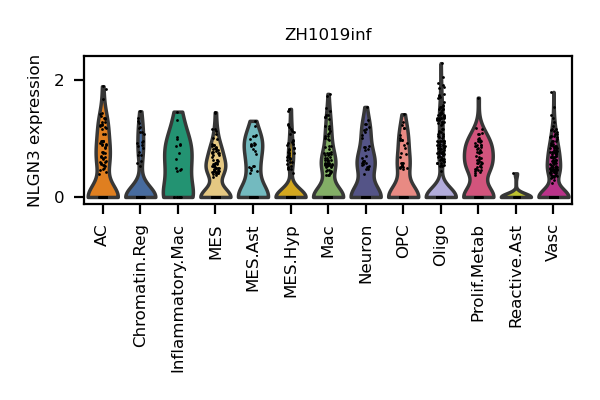 ZH1019inf
NLGN3 expression
2
0
AC
Chromatin.Reg
Inflammatory.Mac
MES
MES.Ast
MES.Hyp
Mac
Neuron
OPC
Oligo
Prolif.Metab
Reactive.Ast
Vasc